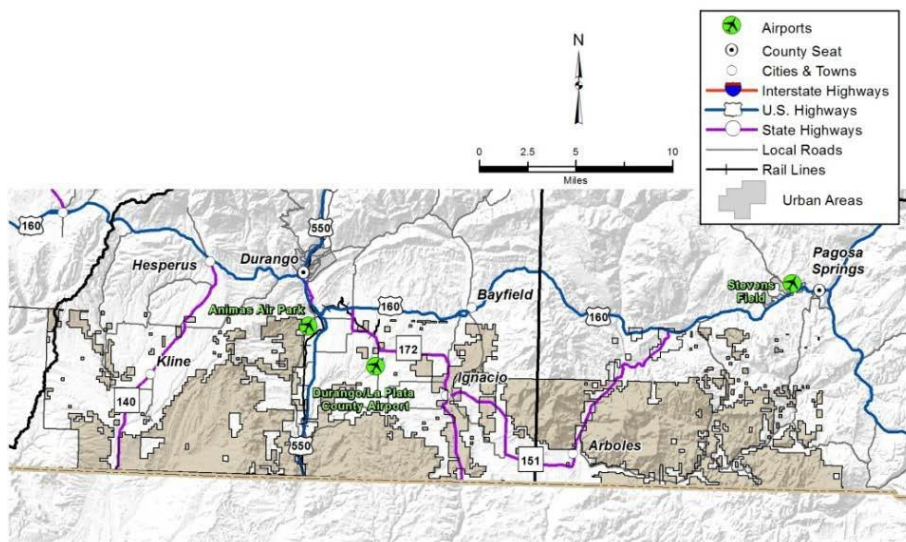 Airports
County Seat
Cities & Towns
Interstate Highways
U.S. Highways
State Highways
Local Roads
Rail Lines
Urban Areas
N
0 2.5 5 10
Miles
160
550
Hesperus
Durango
Animas Air Park
160
Bayfield
160
Stevens
Field
Pagosa
Springs
Kline
172
Durango/La Plata
County Airport
Ignacio
140
550
151
Arboles